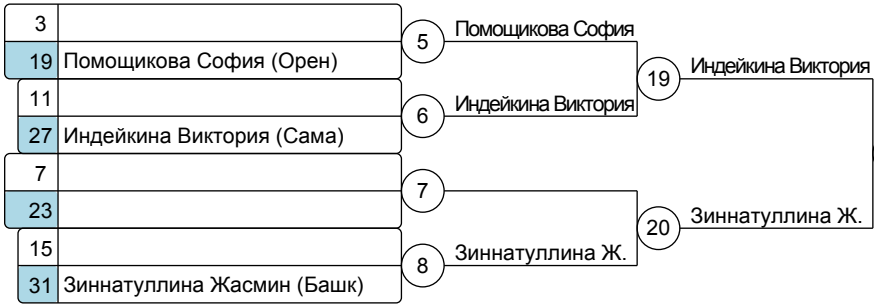 3
19 Помощикова София (Орен)
5
Помощикова София
11
27 Индейкина Виктория (Сама)
6
Индейкина Виктория
19
Индейкина Виктория
7
23
7
15
31 Зиннатуллина Жасмин (Башк)
8
Зиннатуллина Ж.
20
Зиннатуллина Ж.